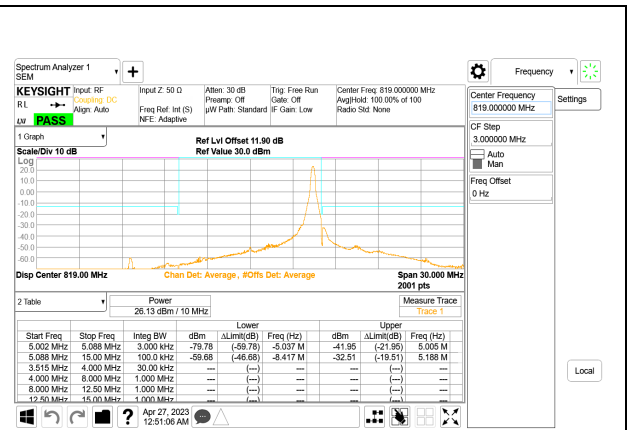 Spectrum Analyzer 1
SEM
Frequency
KEYSIGHT Input: RF Input Z: 50 Ω Atten: 30 dB Trig: Free Run Center Freq: 819.000000 MHz
RL Coupling: DC Preamp: Off Gate: Off Avg|Hold: 100.00% of 100
Align: Auto Freq Ref: Int (S) µW Path: Standard IF Gain: Low Radio Std: None
LXI PASS NFE: Adaptive
Center Frequency
819.000000 MHz
Settings
CF Step
3.000000 MHz
Auto
Man
Freq Offset
0 Hz
Local
1 Graph
Ref Lvl Offset 11.90 dB
Scale/Div 10 dB Ref Value 30.0 dBm
Log
20.0
10.0
0.00
-10.0
-20.0
-30.0
-40.0
-50.0
-60.0
Disp Center 819.00 MHz Chan Det: Average , #Offs Det: Average Span 30.000 MHz
2001 pts
2 Table Power Measure Trace
26.13 dBm / 10 MHz Trace 1
Lower Upper
Start Freq Stop Freq Integ BW dBm ΔLimit(dB) Freq (Hz) dBm ΔLimit(dB) Freq (Hz)
5.002 MHz 5.088 MHz 3.000 kHz -79.78 (-59.78) -5.037 M -41.95 (-21.95) 5.005 M
5.088 MHz 15.00 MHz 100.0 kHz -59.68 (-46.68) -8.417 M -32.51 (-19.51) 5.188 M
3.515 MHz 4.000 MHz 30.00 kHz --- (---) --- --- (---) ---
4.000 MHz 8.000 MHz 1.000 MHz --- (---) --- --- (---) ---
8.000 MHz 12.50 MHz 1.000 MHz --- (---) --- --- (---) ---
12.50 MHz 15.00 MHz 1.000 MHz --- (---) --- --- (---) ---
? Apr 27, 2023
12:51:06 AM